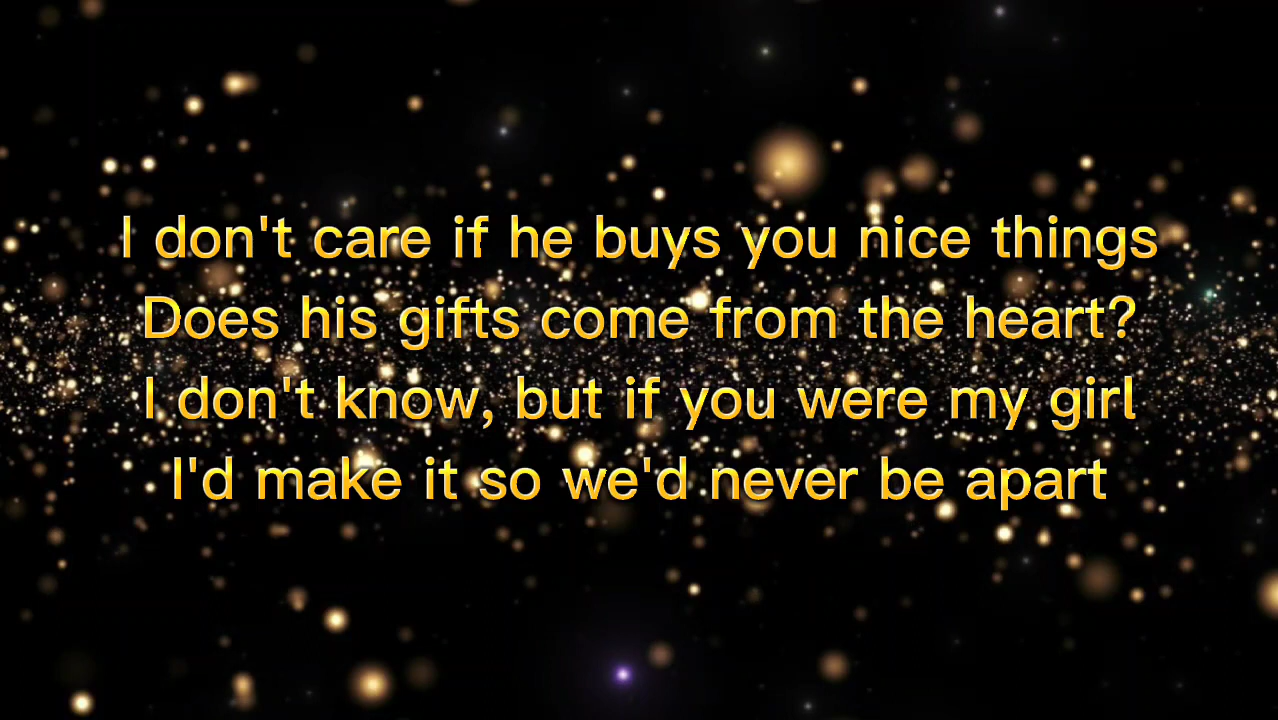 I don't care if he buys you nice things
Does his gifts come from the heart?
I don't know, but if you were my girl
I'd make it so we'd never be apart